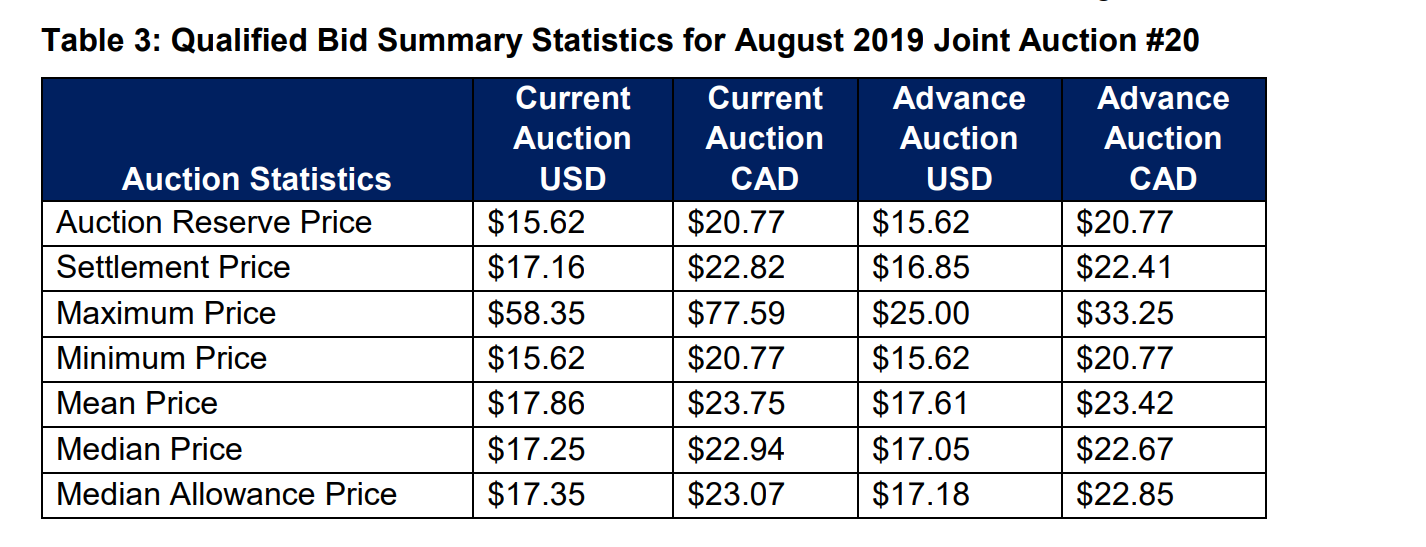 Table 3: Qualified Bid Summary Statistics for August 2019 Joint Auction #20
Auction Statistics Current Auction USD Current Auction CAD Advance Auction USD Advance Auction CAD
Auction Reserve Price $15.62 $20.77 $15.62 $20.77
Settlement Price $17.16 $22.82 $16.85 $22.41
Maximum Price $58.35 $77.59 $25.00 $33.25
Minimum Price $15.62 $20.77 $15.62 $20.77
Mean Price $17.86 $23.75 $17.61 $23.42
Median Price $17.25 $22.94 $17.05 $22.67
Median Allowance Price $17.35 $23.07 $17.18 $22.85